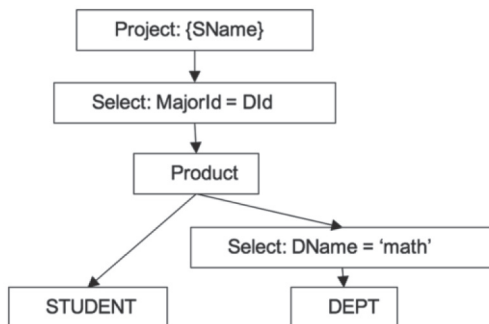 Project: {SName}
Select: MajorId = DId
Product
Select: DName = ‘math’
STUDENT
DEPT